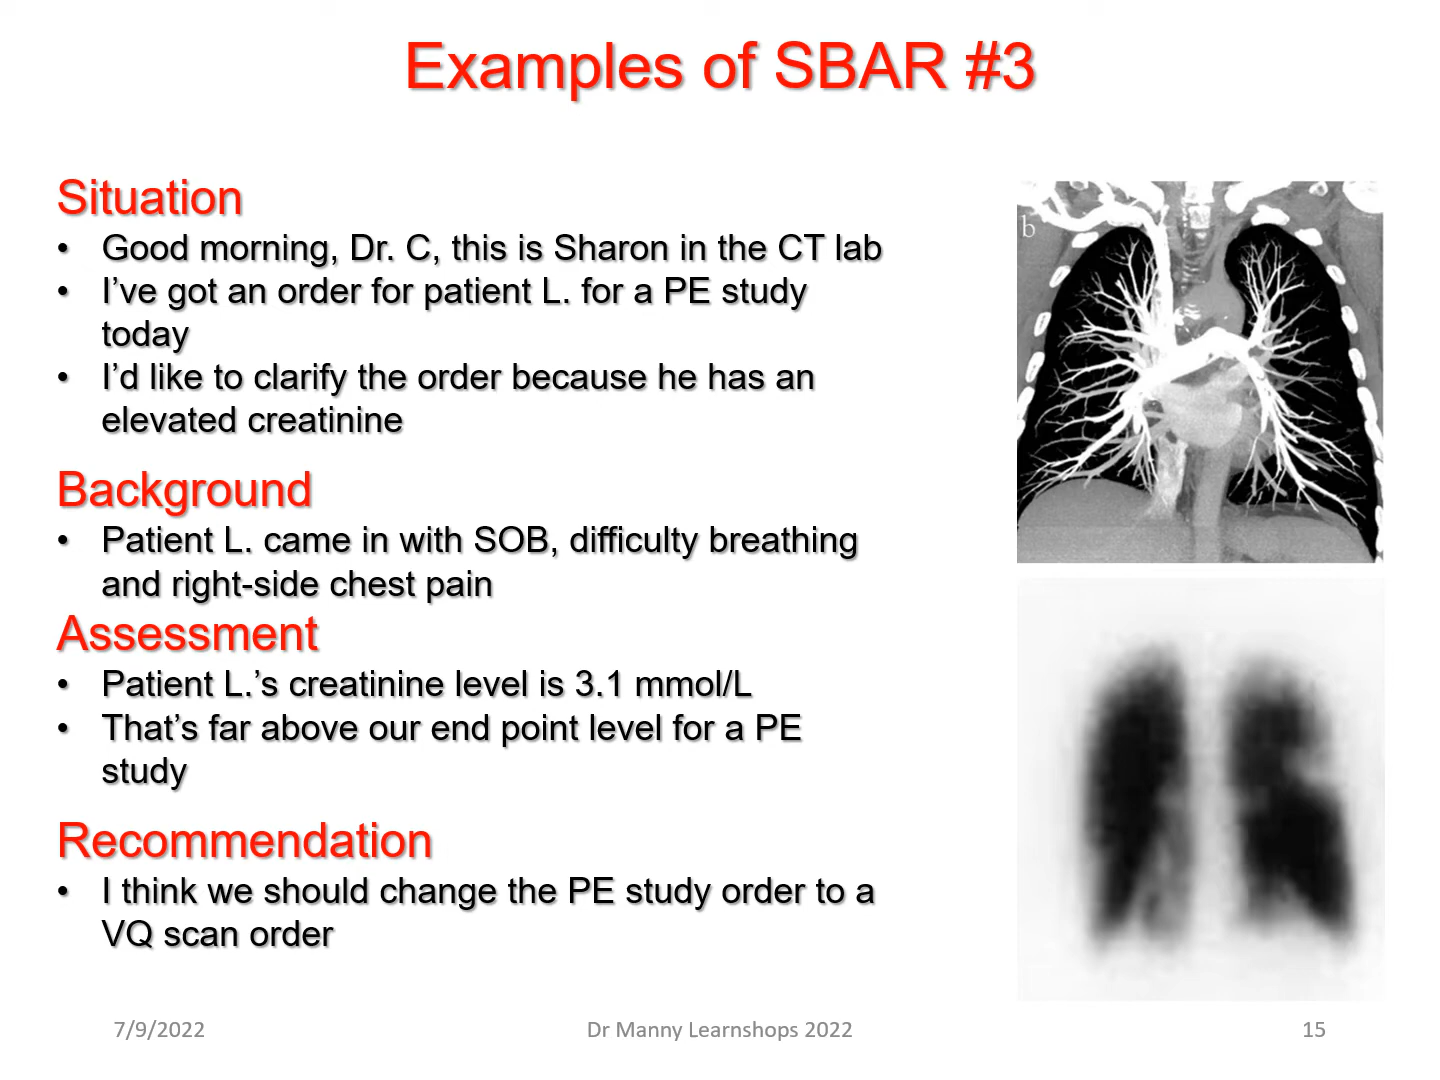 Examples of SBAR #3
Situation
• Good morning, Dr. C, this is Sharon in the CT lab
• I’ve got an order for patient L. for a PE study
today
• I’d like to clarify the order because he has an
elevated creatinine
Background
• Patient L. came in with SOB, difficulty breathing
and right-side chest pain
Assessment
• Patient L.’s creatinine level is 3.1 mmol/L
• That’s far above our end point level for a PE
study
Recommendation
• I think we should change the PE study order to a
VQ scan order
b
7/9/2022
Dr Manny Learnshops 2022
15